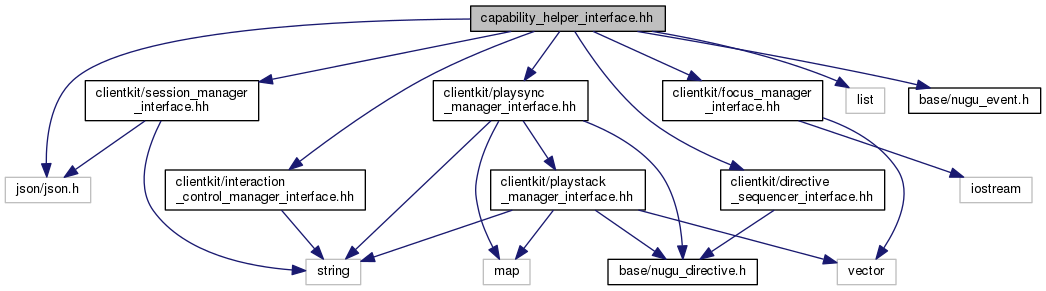 capability_helper_interface.hh
clientkit/session_manager
_interface.hh
clientkit/playsync
_manager_interface.hh
clientkit/focus_manager
_interface.hh
list
base/nugu_event.h
json/json.h
clientkit/interaction
_control_manager_interface.hh
clientkit/playstack
_manager_interface.hh
clientkit/directive
_sequencer_interface.hh
iostream
string
map
base/nugu_directive.h
vector